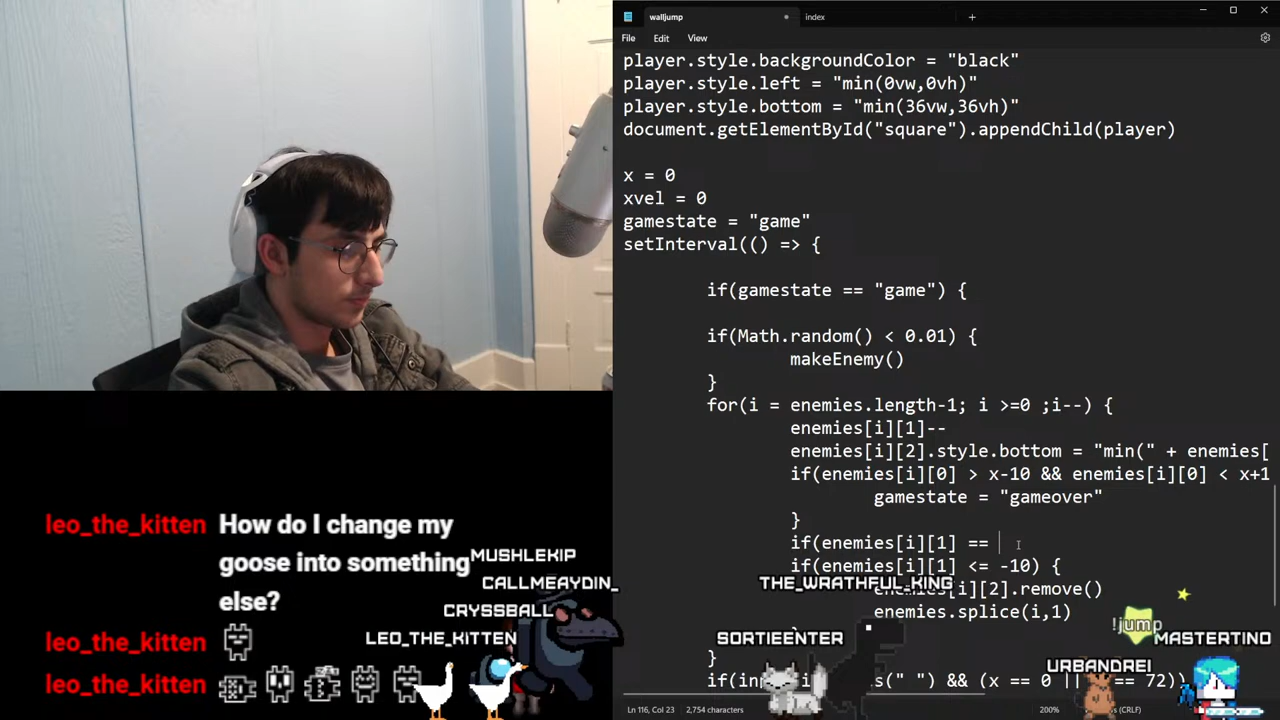 walljump
index
File
Edit
View
player.style.backgroundColor = "black"
player.style.left = "min(0vw,0vh)"
player.style.bottom = "min(36vw,36vh)"
document.getElementById("square").appendChild(player)
x = 0
xvel = 0
gamestate = "game"
setInterval(() => {
if(gamestate == "game") {
if(Math.random() < 0.01) {
makeEnemy()
}
for(i = enemies.length-1; i >=0 ;i--) {
enemies[i][1]--
enemies[i][2].style.bottom = "min(" + enemies[
if(enemies[i][0] > x-10 && enemies[i][0] < x+1
gamestate = "gameover"
}
if(enemies[i][1] ==
if(enemies[i][1] <= -10) {
enemies[i][2].remove()
enemies.splice(i,1)
}
== 72))
Ln 116, Col 23
2,754 characters
200%
(CRLF)
leo_the_kitten How do I change my
goose into something
else?
leo_the_kitten
leo_the_kitten
MUSHLEKIP
CALLMEAYDIN_
CRYSSBALL
LEO_THE_KITTEN
THE_WRATHFUL_KING
SORTIEENTER
!jump
MASTERTINO
URBANDREI